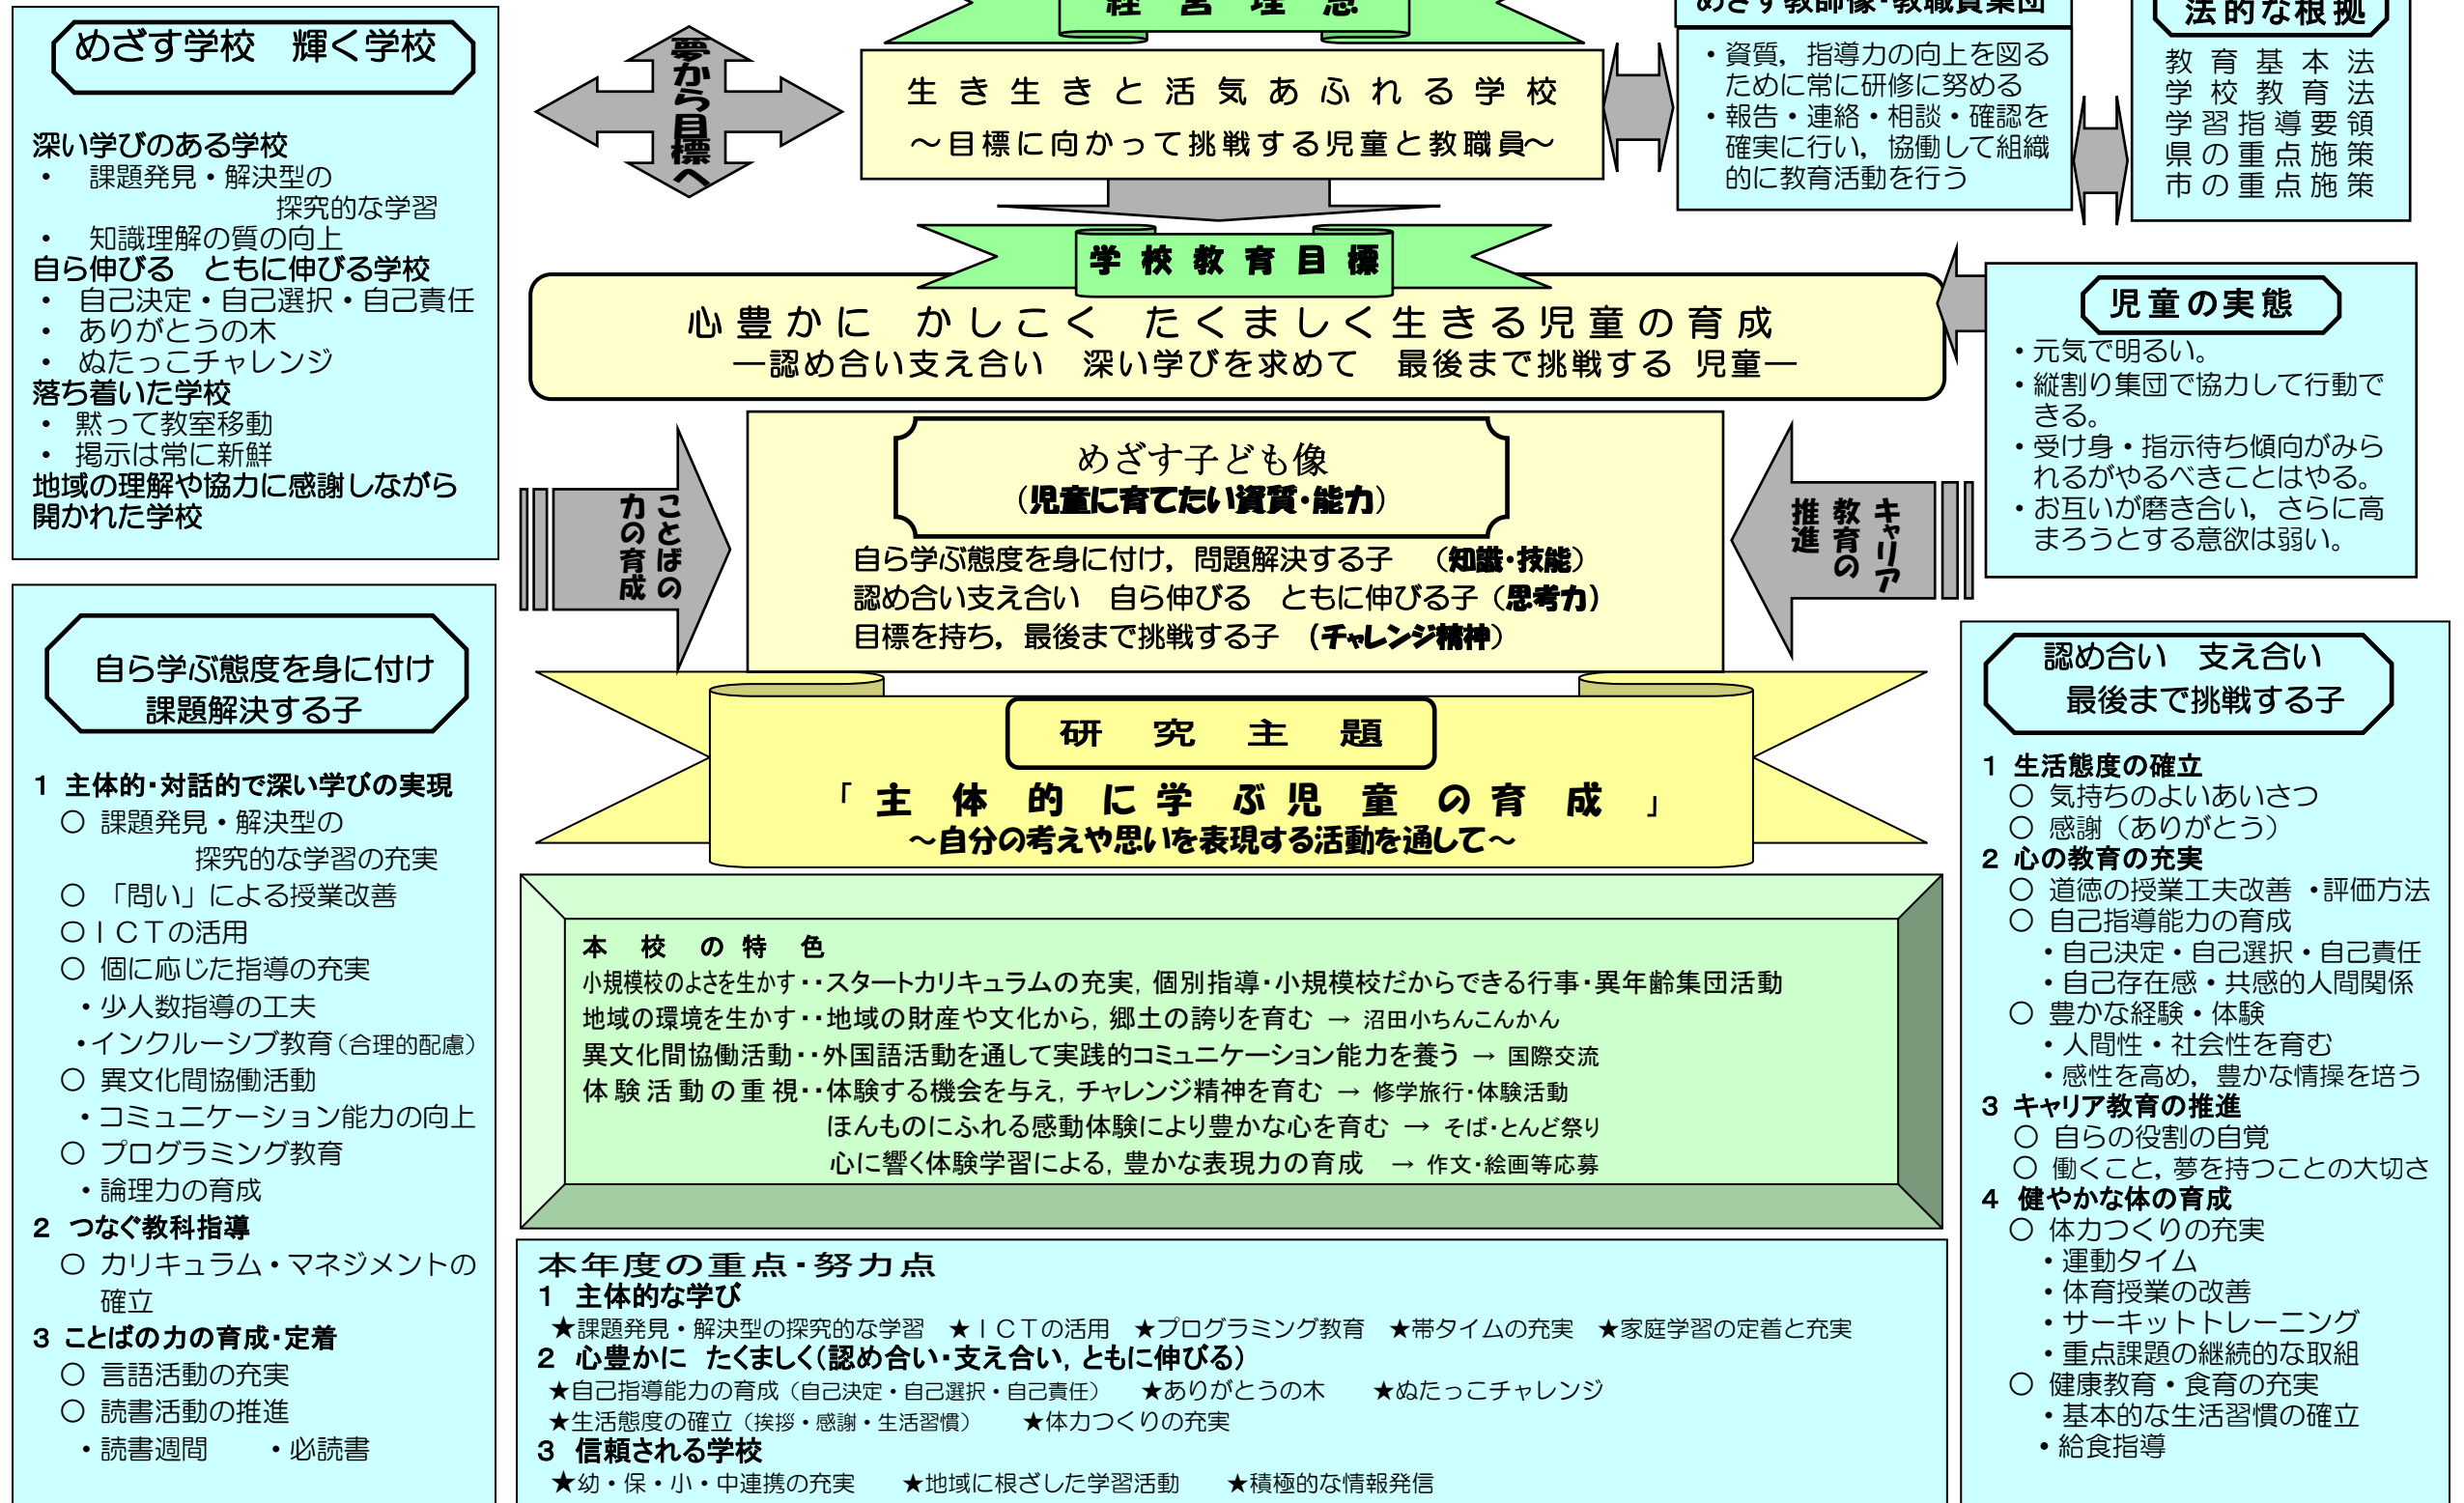 めざす学校　輝く学校
深い学びのある学校
・　課題発見・解決型の
探究的な学習
・　知識理解の質の向上
自ら伸びる　ともに伸びる学校
・　自己決定・自己選択・自己責任
・　ありがとうの木
・　ぬたっこチャレンジ
落ち着いた学校
・　黙って教室移動
・　掲示は常に新鮮
地域の理解や協力に感謝しながら
開かれた学校
夢から目標へ
経営理念
生き生きと活気あふれる学校
～目標に向かって挑戦する児童と教職員～
めざす教師像・教職員集団
・資質，指導力の向上を図る
ために常に研修に努める
・報告・連絡・相談・確認を
確実に行い，協働して組織
的に教育活動を行う
法的な根拠
教育基本法
学校教育法
学習指導要領
県の重点施策
市の重点施策
学校教育目標
心豊かに　かしこく　たくましく生きる児童の育成
―認め合い支え合い　深い学びを求めて　最後まで挑戦する 児童―
児童の実態
・元気で明るい。
・縦割り集団で協力して行動で
きる。
・受け身・指示待ち傾向がみら
れるがやるべきことはやる。
・お互いが磨き合い，さらに高
まろうとする意欲は弱い。
ことばの
力の育成
めざす子ども像
（児童に育てたい資質・能力）
自ら学ぶ態度を身に付け，問題解決する子　（知識・技能）
認め合い支え合い　自ら伸びる　ともに伸びる子（思考力）
目標を持ち，最後まで挑戦する子　（チャレンジ精神）
キャリア
教育の
推進
研究主題
「主体的に学ぶ児童の育成」
～自分の考えや思いを表現する活動を通して～
自ら学ぶ態度を身に付け
課題解決する子
1 主体的・対話的で深い学びの実現
○ 課題発見・解決型の
探究的な学習の充実
○ 「問い」による授業改善
○ＩＣＴの活用
○ 個に応じた指導の充実
・少人数指導の工夫
・インクルーシブ教育（合理的配慮）
○ 異文化間協働活動
・コミュニケーション能力の向上
○ プログラミング教育
・論理力の育成
2 つなぐ教科指導
○ カリキュラム・マネジメントの
確立
3 ことばの力の育成・定着
○ 言語活動の充実
○ 読書活動の推進
・読書週間　　・必読書
本校の特色
小規模校のよさを生かす・・スタートカリキュラムの充実，個別指導・小規模校だからできる行事・異年齢集団活動
地域の環境を生かす・・地域の財産や文化から，郷土の誇りを育む → 沼田小ちんこんかん
異文化間協働活動・・外国語活動を通して実践的コミュニケーション能力を養う → 国際交流
体験活動の重視・・体験する機会を与え，チャレンジ精神を育む → 修学旅行・体験活動
ほんものにふれる感動体験により豊かな心を育む → そば・とんど祭り
心に響く体験学習による，豊かな表現力の育成　→ 作文・絵画等応募
本年度の重点・努力点
1　主体的な学び
★課題発見・解決型の探究的な学習　★ＩＣＴの活用　★プログラミング教育　★帯タイムの充実　★家庭学習の定着と充実
2　心豊かに　たくましく（認め合い・支え合い，ともに伸びる）
★自己指導能力の育成（自己決定・自己選択・自己責任）　★ありがとうの木　　★ぬたっこチャレンジ
★生活態度の確立（挨拶・感謝・生活習慣）　　★体力つくりの充実
3　信頼される学校
★幼・保・小・中連携の充実　　★地域に根ざした学習活動　　★積極的な情報発信
認め合い　支え合い
最後まで挑戦する子
1 生活態度の確立
○ 気持ちのよいあいさつ
○ 感謝（ありがとう）
2 心の教育の充実
○ 道徳の授業工夫改善 ・評価方法
○ 自己指導能力の育成
・自己決定・自己選択・自己責任
・自己存在感・共感的人間関係
○ 豊かな経験・体験
・人間性・社会性を育む
・感性を高め，豊かな情操を培う
3 キャリア教育の推進
○ 自らの役割の自覚
○ 働くこと，夢を持つことの大切さ
4 健やかな体の育成
○ 体力つくりの充実
・運動タイム
・体育授業の改善
・サーキットトレーニング
・重点課題の継続的な取組
○ 健康教育・食育の充実
・基本的な生活習慣の確立
・給食指導